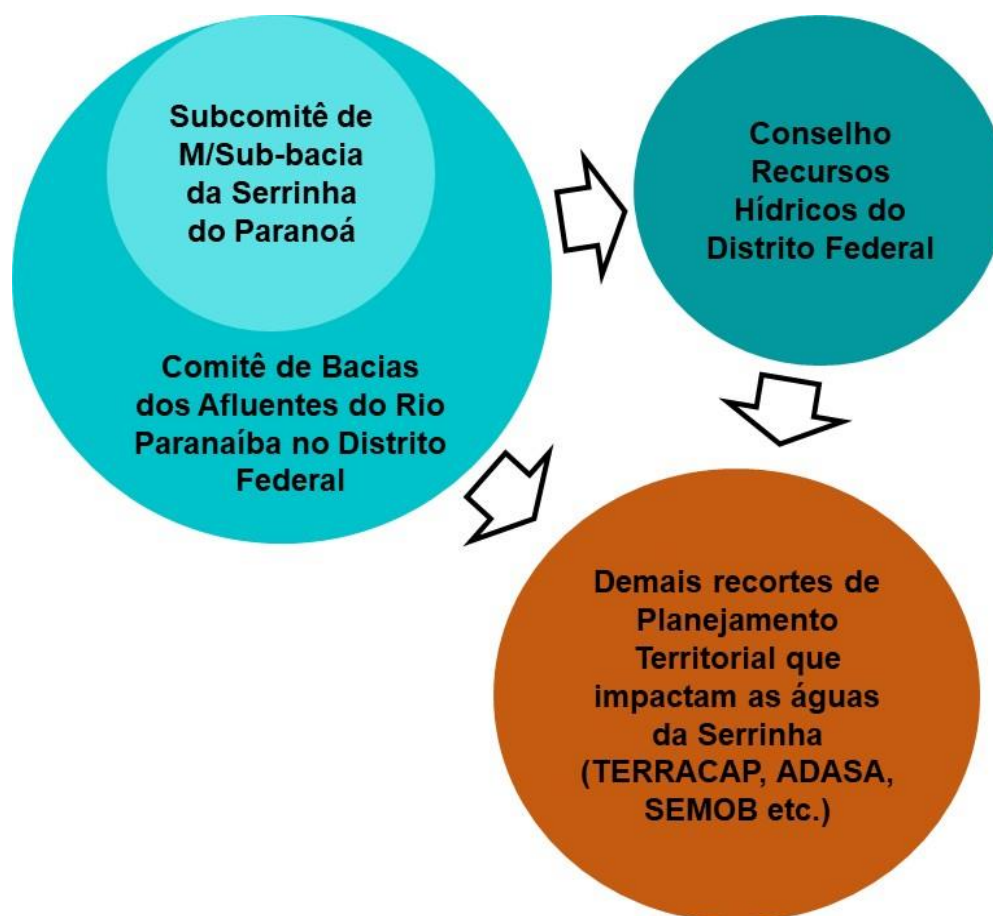 Subcomitê de
M/Sub-bacia
da Serrinha
do Paranoá
Comitê de Bacias
dos Afluentes do Rio
Paranaíba no Distrito
Federal
Conselho
Recursos
Hídricos do
Distrito Federal
Demais recortes de
Planejamento
Territorial que
impactam as águas
da Serrinha
(TERRACAP, ADASA,
SEMOB etc.)